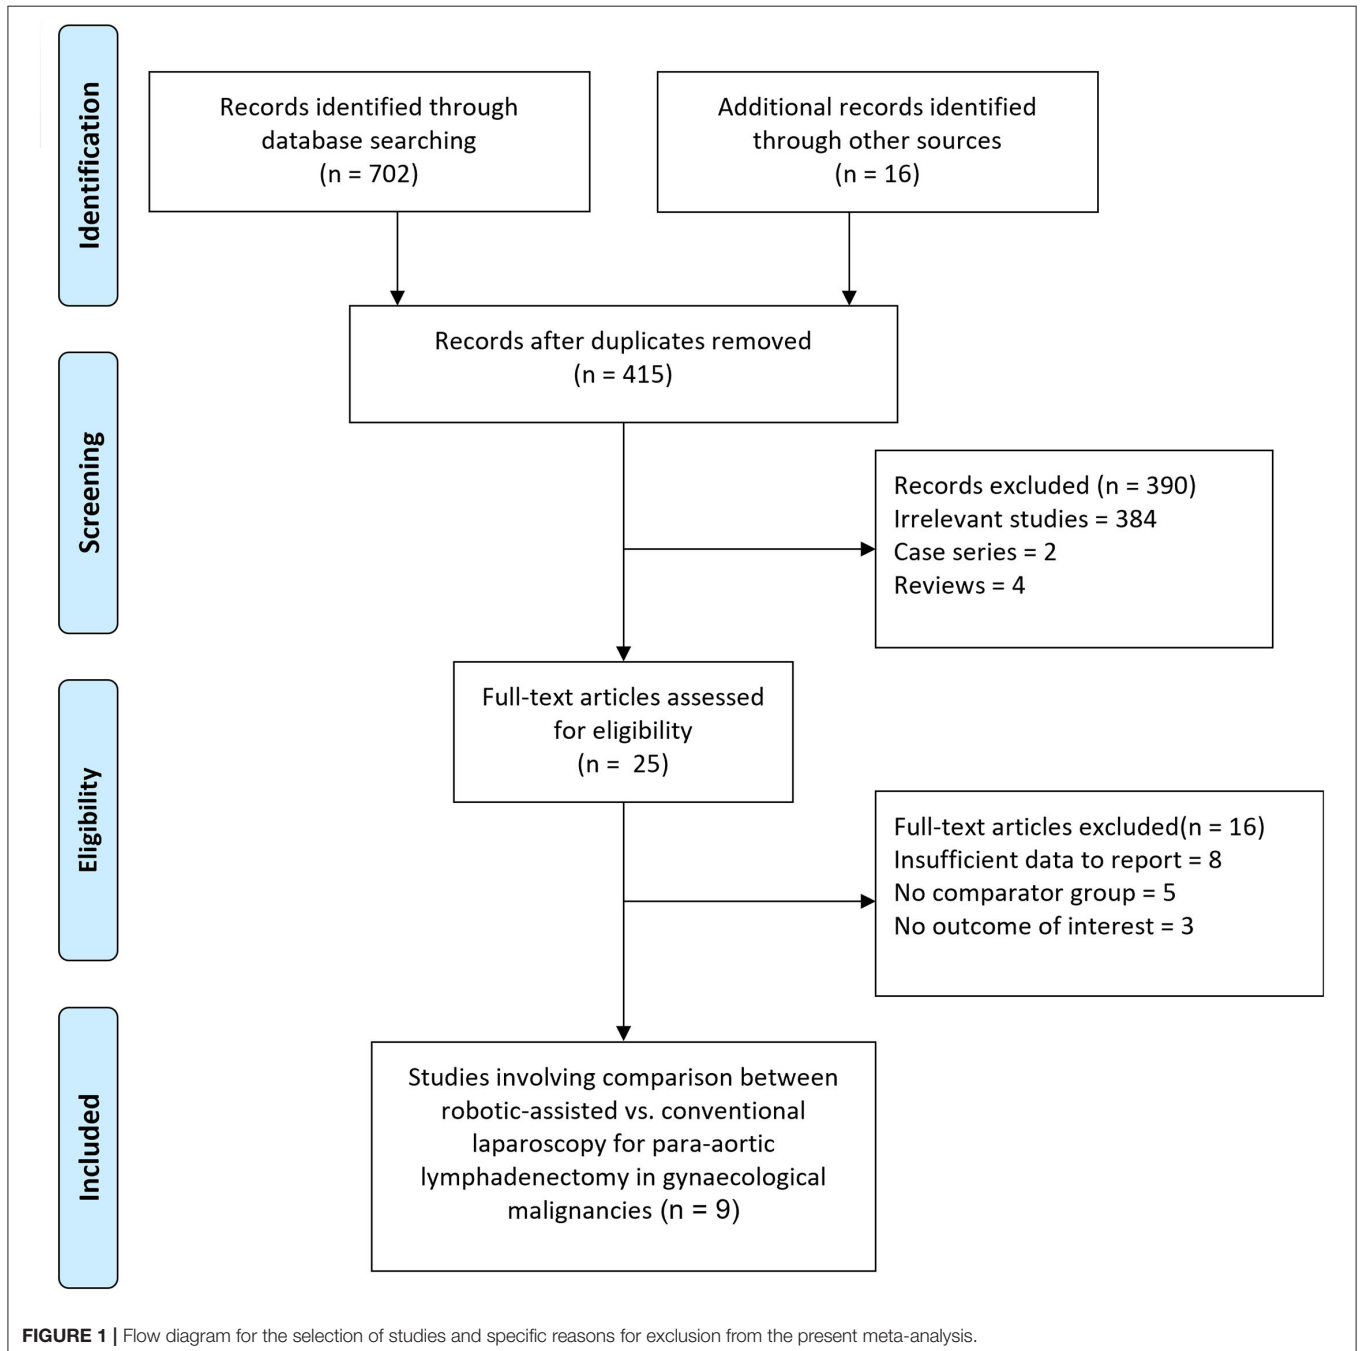 Identification
Records identified through
database searching
(n = 702)
Additional records identified
through other sources
(n = 16)
Records after duplicates removed
(n = 415)
Screening
Records excluded (n = 390)
Irrelevant studies = 384
Case series = 2
Reviews = 4
Full-text articles assessed
for eligibility
(n = 25)
Eligibility
Full-text articles excluded(n = 16)
Insufficient data to report = 8
No comparator group = 5
No outcome of interest = 3
Included
Studies involving comparison between
robotic-assisted vs. conventional
laparoscopy for para-aortic
lymphadenectomy in gynaecological
malignancies (n = 9)
FIGURE 1 | Flow diagram for the selection of studies and specific reasons for exclusion from the present meta-analysis.